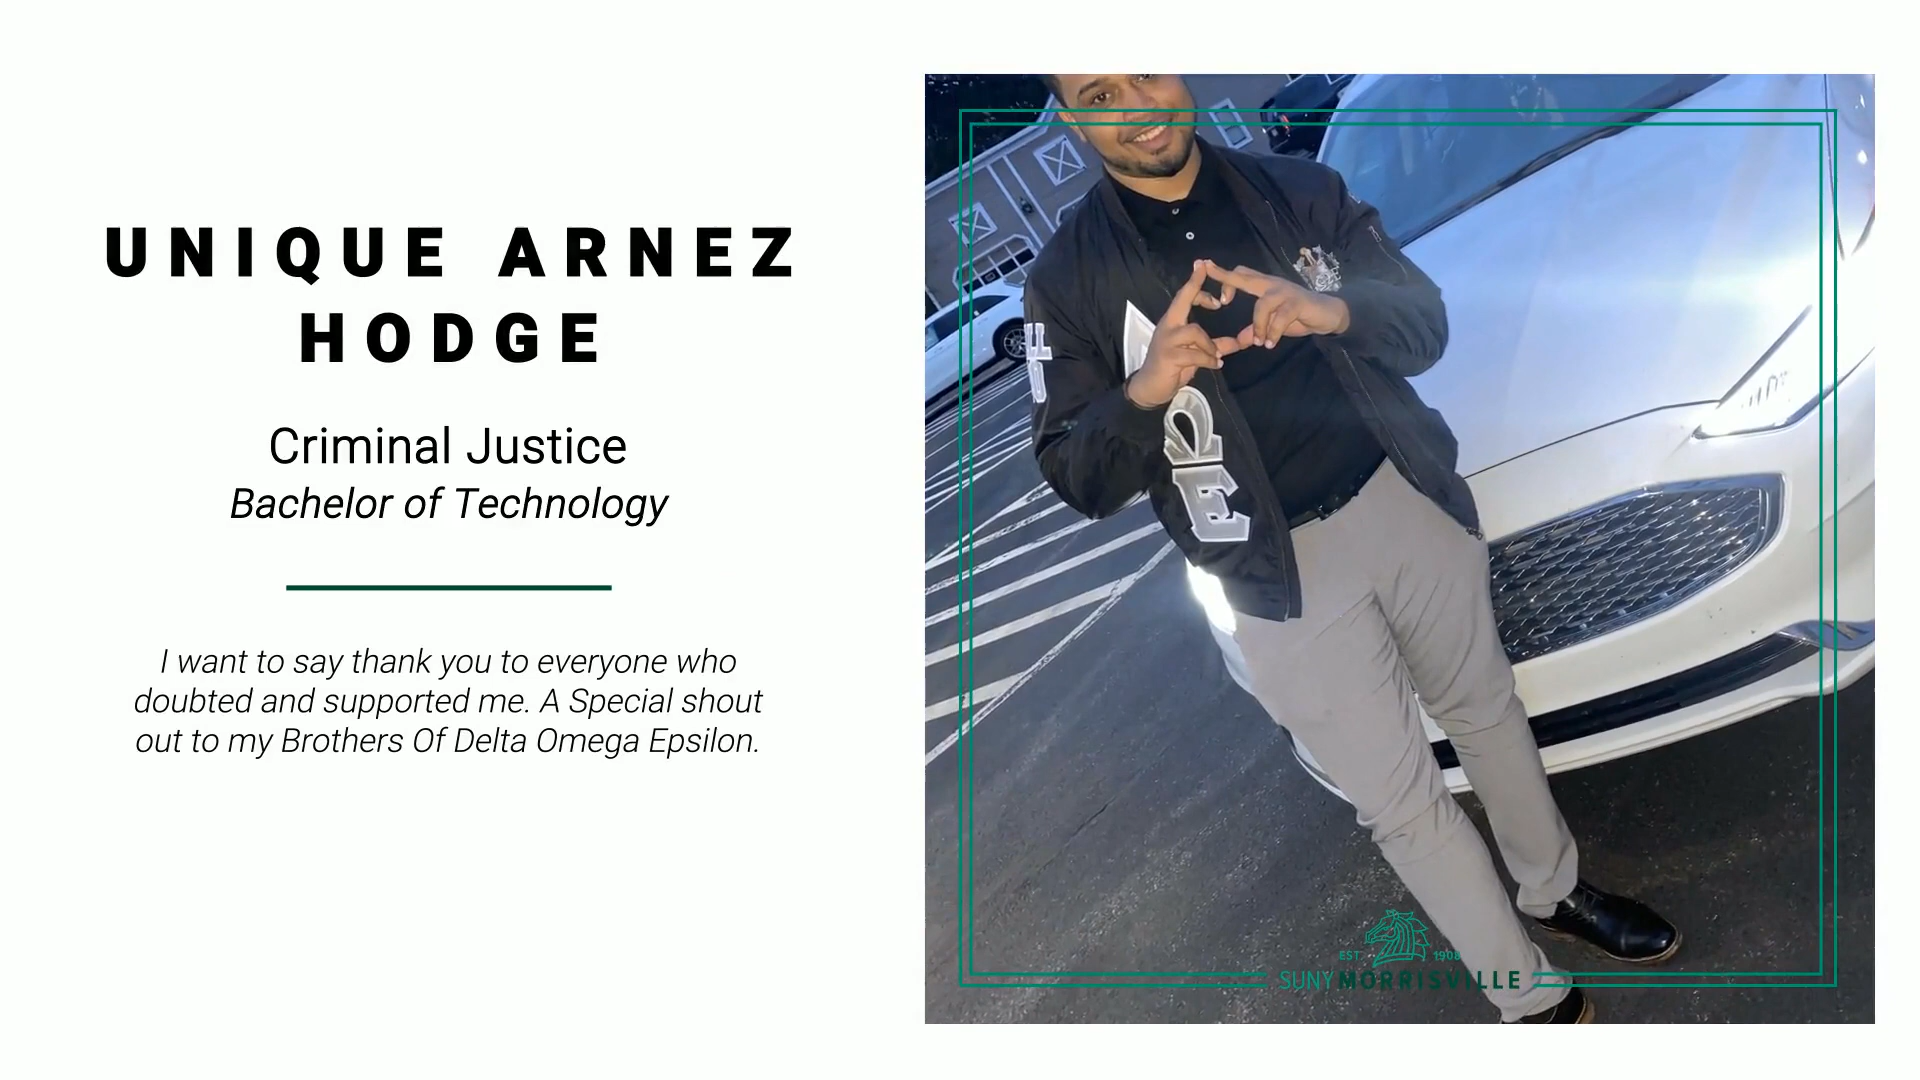 UNIQUE ARNEZ
HODGE
Criminal Justice
Bachelor of Technology
I want to say thank you to everyone who
doubted and supported me. A Special shout
out to my Brothers Of Delta Omega Epsilon.
ΩE
EST 1908
SUNY MORRISVILLE